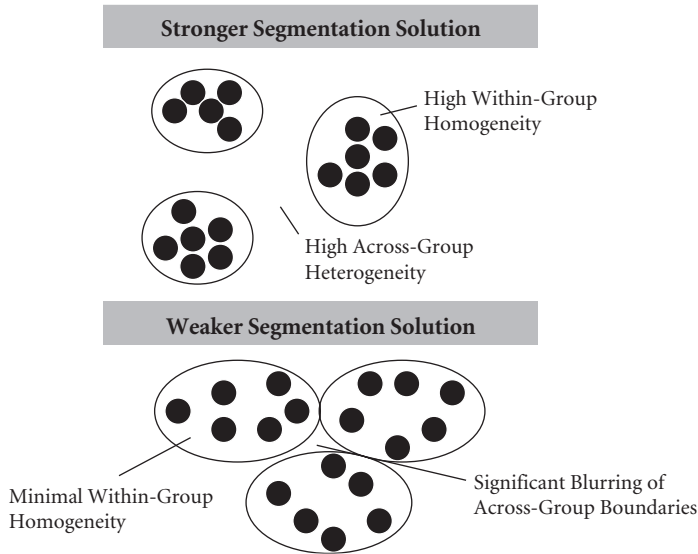 Stronger Segmentation Solution
High Within-Group
Homogeneity
High Across-Group
Heterogeneity
Weaker Segmentation Solution
Minimal Within-Group
Homogeneity
Significant Blurring of
Across-Group Boundaries